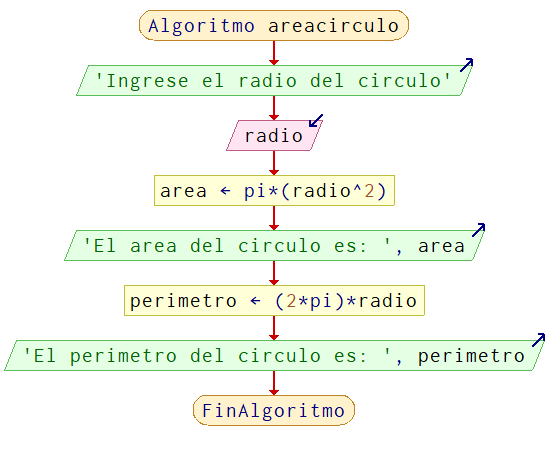 Algoritmo areacirculo
'Ingrese el radio del circulo'
radio
area ← pi*(radio^2)
'El area del circulo es: ', area
perimetro ← (2*pi)*radio
'El perimetro del circulo es: ', perimetro
FinAlgoritmo